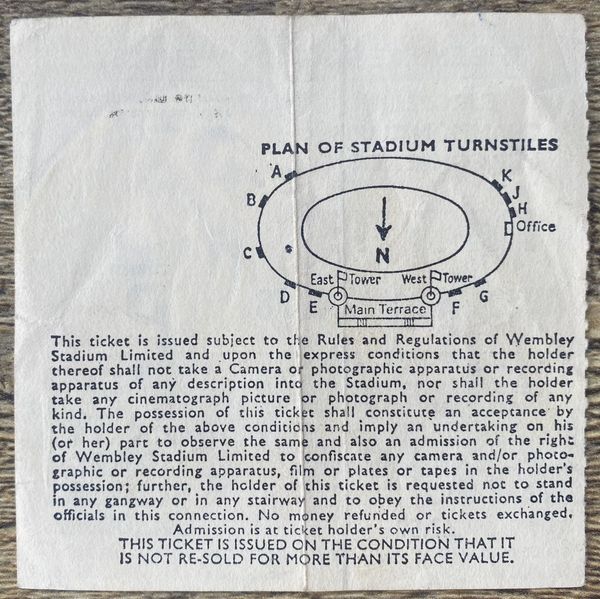 PLAN OF STADIUM TURNSTILES
A
K
B
J
H
Office
C
N
East Tower
West Tower
D
G
E
F
Main Terrace
This ticket is issued subject to the Rules and Regulations of Wembley
Stadium Limited and upon the express conditions that the holder
thereof shall not take a Camera or photographic apparatus or recording
apparatus of any description into the Stadium, nor shall the holder
take any cinematograph picture or photograph or recording of any
kind. The possession of this ticket shall constitute an acceptance by
the holder of the above conditions and imply an undertaking on his
(or her) part to observe the same and also an admission of the right
of Wembley Stadium Limited to confiscate any camera and/or photo-
graphic or recording apparatus, film or plates or tapes in the holder's
possession; further, the holder of this ticket is requested not to stand
in any gangway or in any stairway and to obey the instructions of the
officials in this connection. No money refunded or tickets exchanged.
Admission is at ticket holder's own risk.
THIS TICKET IS ISSUED ON THE CONDITION THAT IT
IS NOT RE-SOLD FOR MORE THAN ITS FACE VALUE.